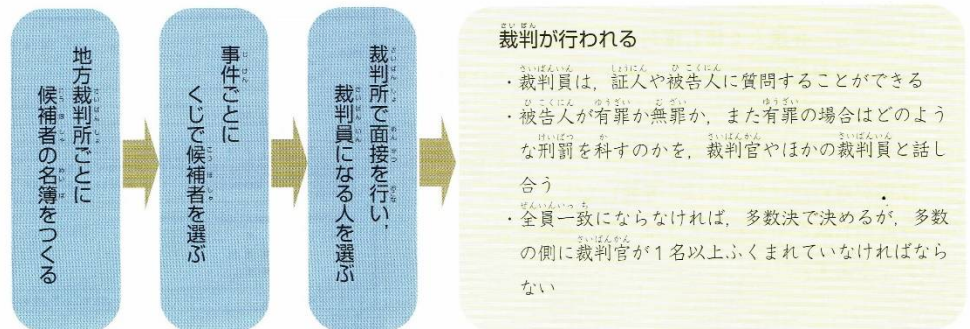 地方裁判所ごとに
候補者の名簿をつくる
事件ごとに
くじで候補者を選ぶ
裁判所で面接を行い，
裁判員になる人を選ぶ
裁判が行われる
・裁判員は，証人や被告人に質問することができる
・被告人が有罪か無罪か，また有罪の場合はどのよう
な刑罰を科すのかを，裁判官やほかの裁判員と話し
合う
・全員一致にならなければ，多数決で決めるが，多数
の側に裁判官が1名以上ふくまれていなければなら
ない